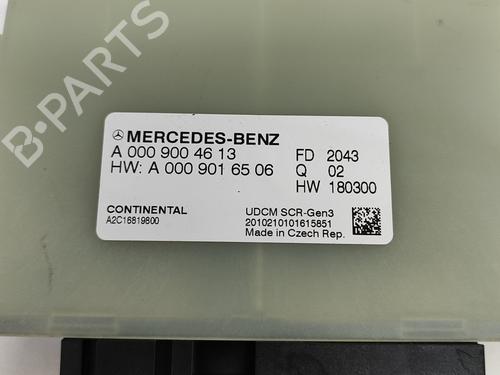 MERCEDES-BENZ
A 000 900 46 13 FD 2043
HW: A 000 901 65 06 Q 02
HW 180300
CONTINENTAL UDCM SCR-Gen3
A2C16819800 2010210101615851
Made in Czech Rep.